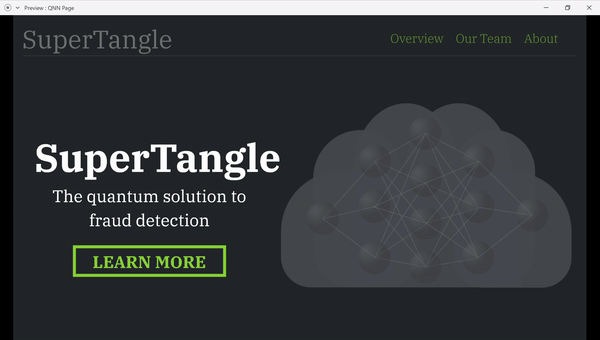 Preview : QNN Page
SuperTangle
Overview Our Team About
SuperTangle
The quantum solution to
fraud detection
LEARN MORE